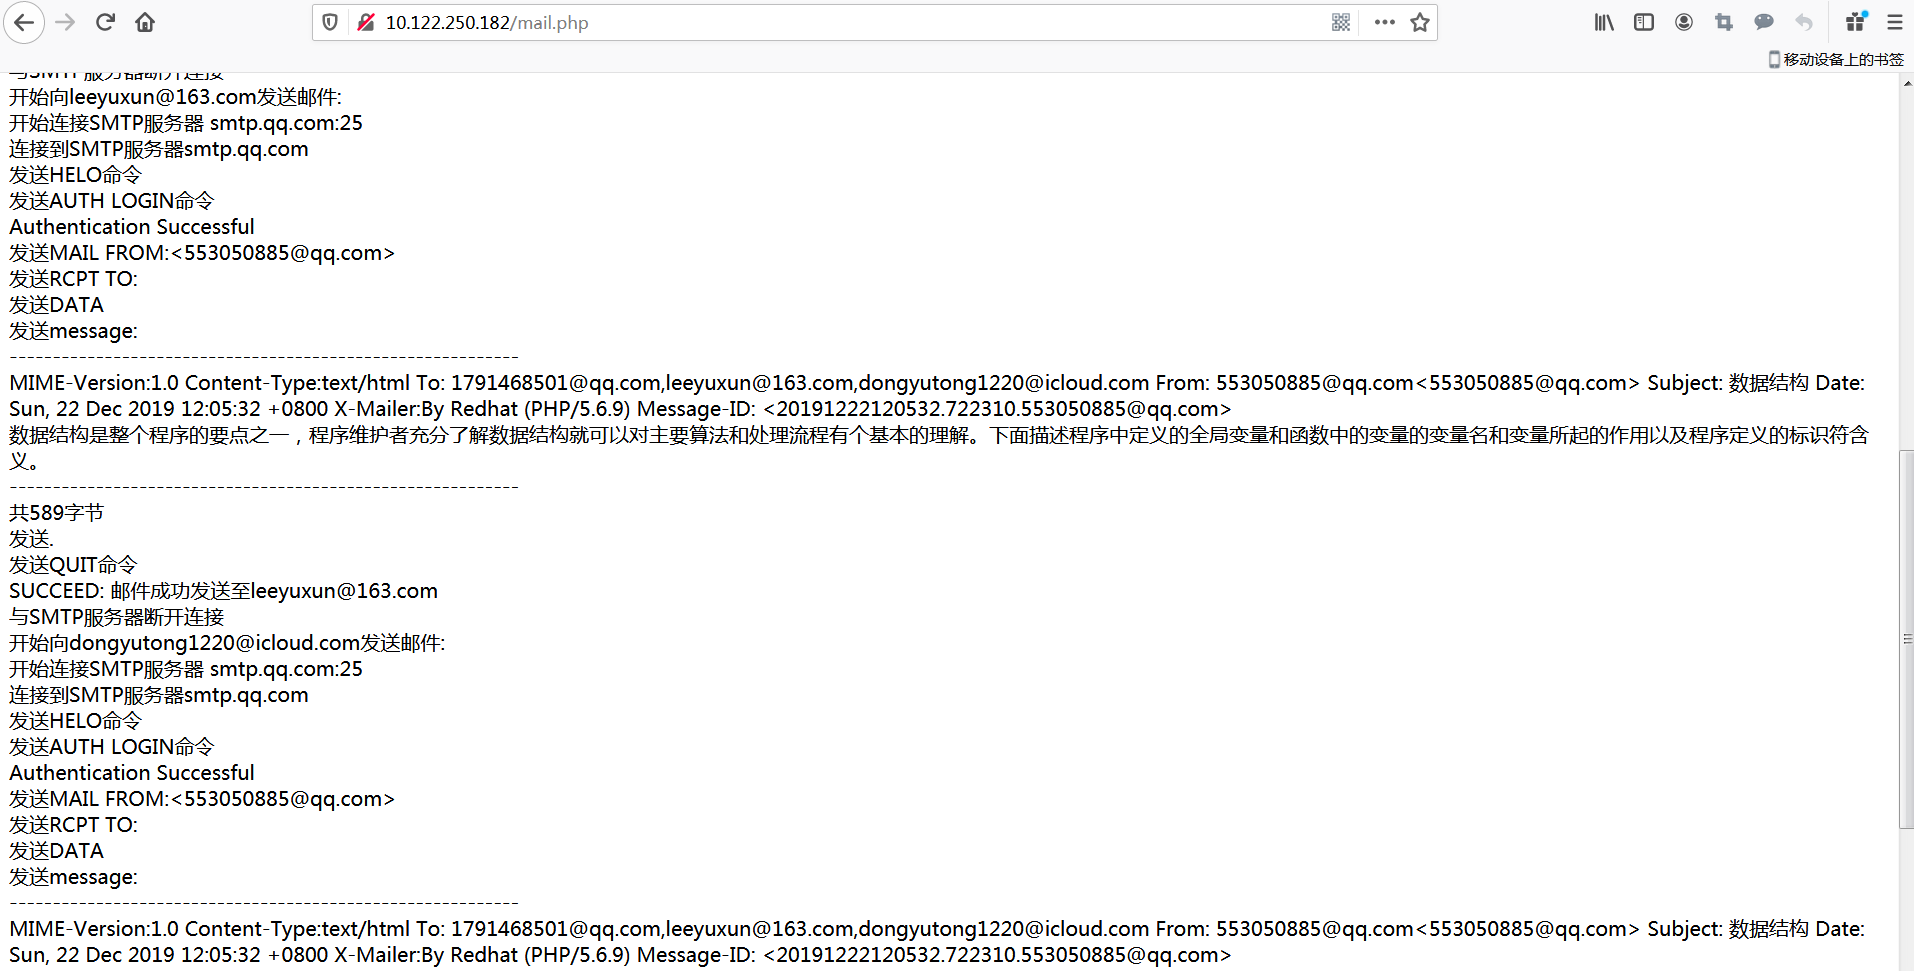 10.122.250.182/mail.php
移动设备上的书签
与SMTP服务器断开连接
开始向leeyuxun@163.com发送邮件:
开始连接SMTP服务器 smtp.qq.com:25
连接到SMTP服务器smtp.qq.com
发送HELO命令
发送AUTH LOGIN命令
Authentication Successful
发送MAIL FROM:<553050885@qq.com>
发送RCPT TO:
发送DATA
发送message:
------------------------------------------------------------
MIME-Version:1.0 Content-Type:text/html To: 1791468501@qq.com,leeyuxun@163.com,dongyutong1220@icloud.com From: 553050885@qq.com<553050885@qq.com> Subject: 数据结构 Date:
Sun, 22 Dec 2019 12:05:32 +0800 X-Mailer:By Redhat (PHP/5.6.9) Message-ID: <20191222120532.722310.553050885@qq.com>
数据结构是整个程序的要点之一，程序维护者充分了解数据结构就可以对主要算法和处理流程有个基本的理解。下面描述程序中定义的全局变量和函数中的变量的变量名和变量所起的作用以及程序定义的标识符含
义。
------------------------------------------------------------
共589字节
发送.
发送QUIT命令
SUCCEED: 邮件成功发送至leeyuxun@163.com
与SMTP服务器断开连接
开始向dongyutong1220@icloud.com发送邮件:
开始连接SMTP服务器 smtp.qq.com:25
连接到SMTP服务器smtp.qq.com
发送HELO命令
发送AUTH LOGIN命令
Authentication Successful
发送MAIL FROM:<553050885@qq.com>
发送RCPT TO:
发送DATA
发送message:
------------------------------------------------------------
MIME-Version:1.0 Content-Type:text/html To: 1791468501@qq.com,leeyuxun@163.com,dongyutong1220@icloud.com From: 553050885@qq.com<553050885@qq.com> Subject: 数据结构 Date:
Sun, 22 Dec 2019 12:05:32 +0800 X-Mailer:By Redhat (PHP/5.6.9) Message-ID: <20191222120532.722310.553050885@qq.com>